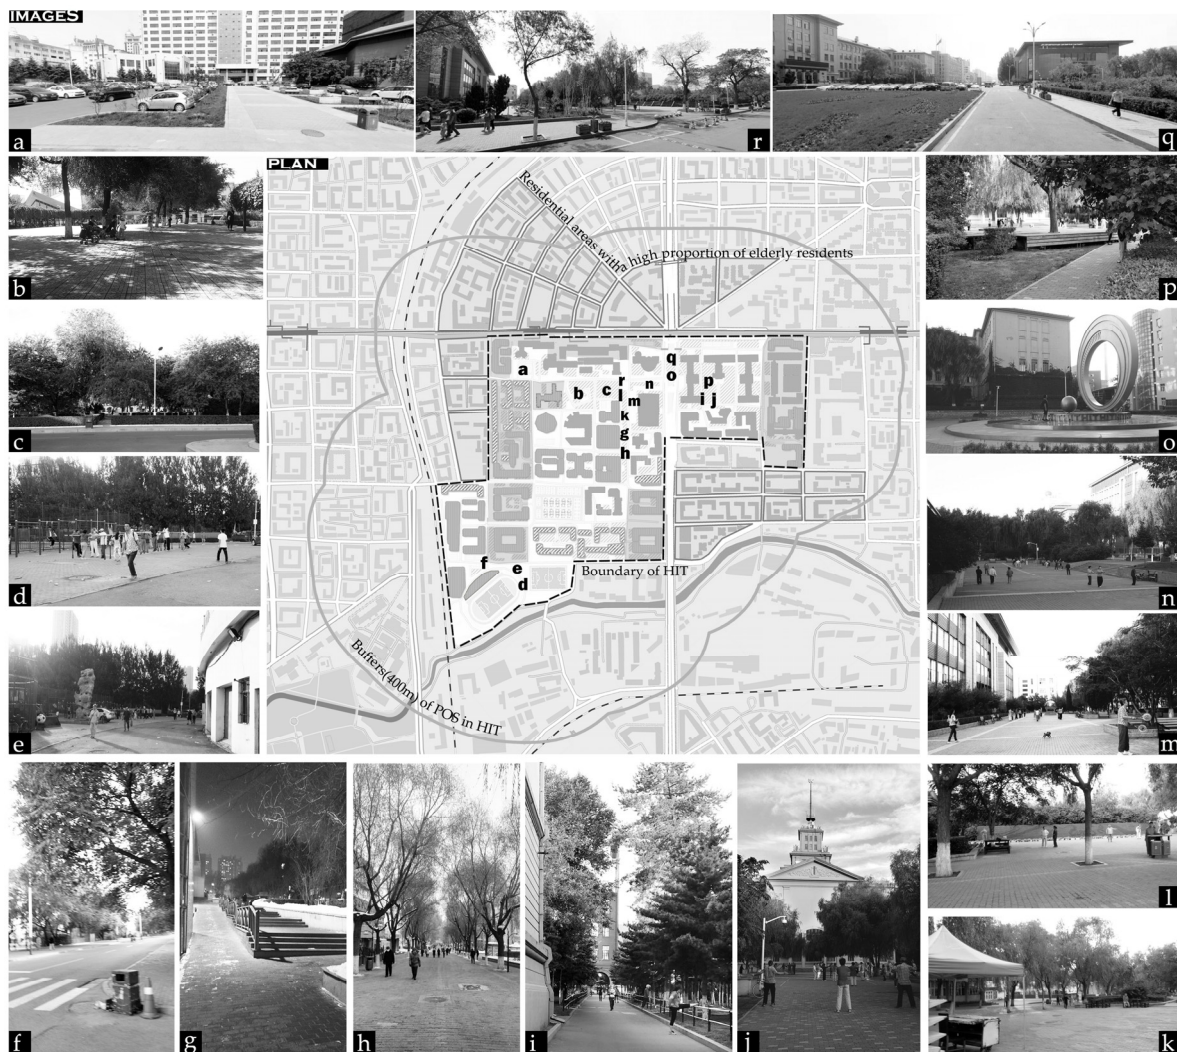 IMAGES
a
r
q
b
c
d
e
PLAN
Residential areas with a high proportion of elderly residents
a
b
c
r
l
n
m
k
g
h
q
o
p
i j
f
e
d
Boundary of HIT
Buffers(400m) of POS in HIT
p
o
n
m
l
k
f
g
h
i
j